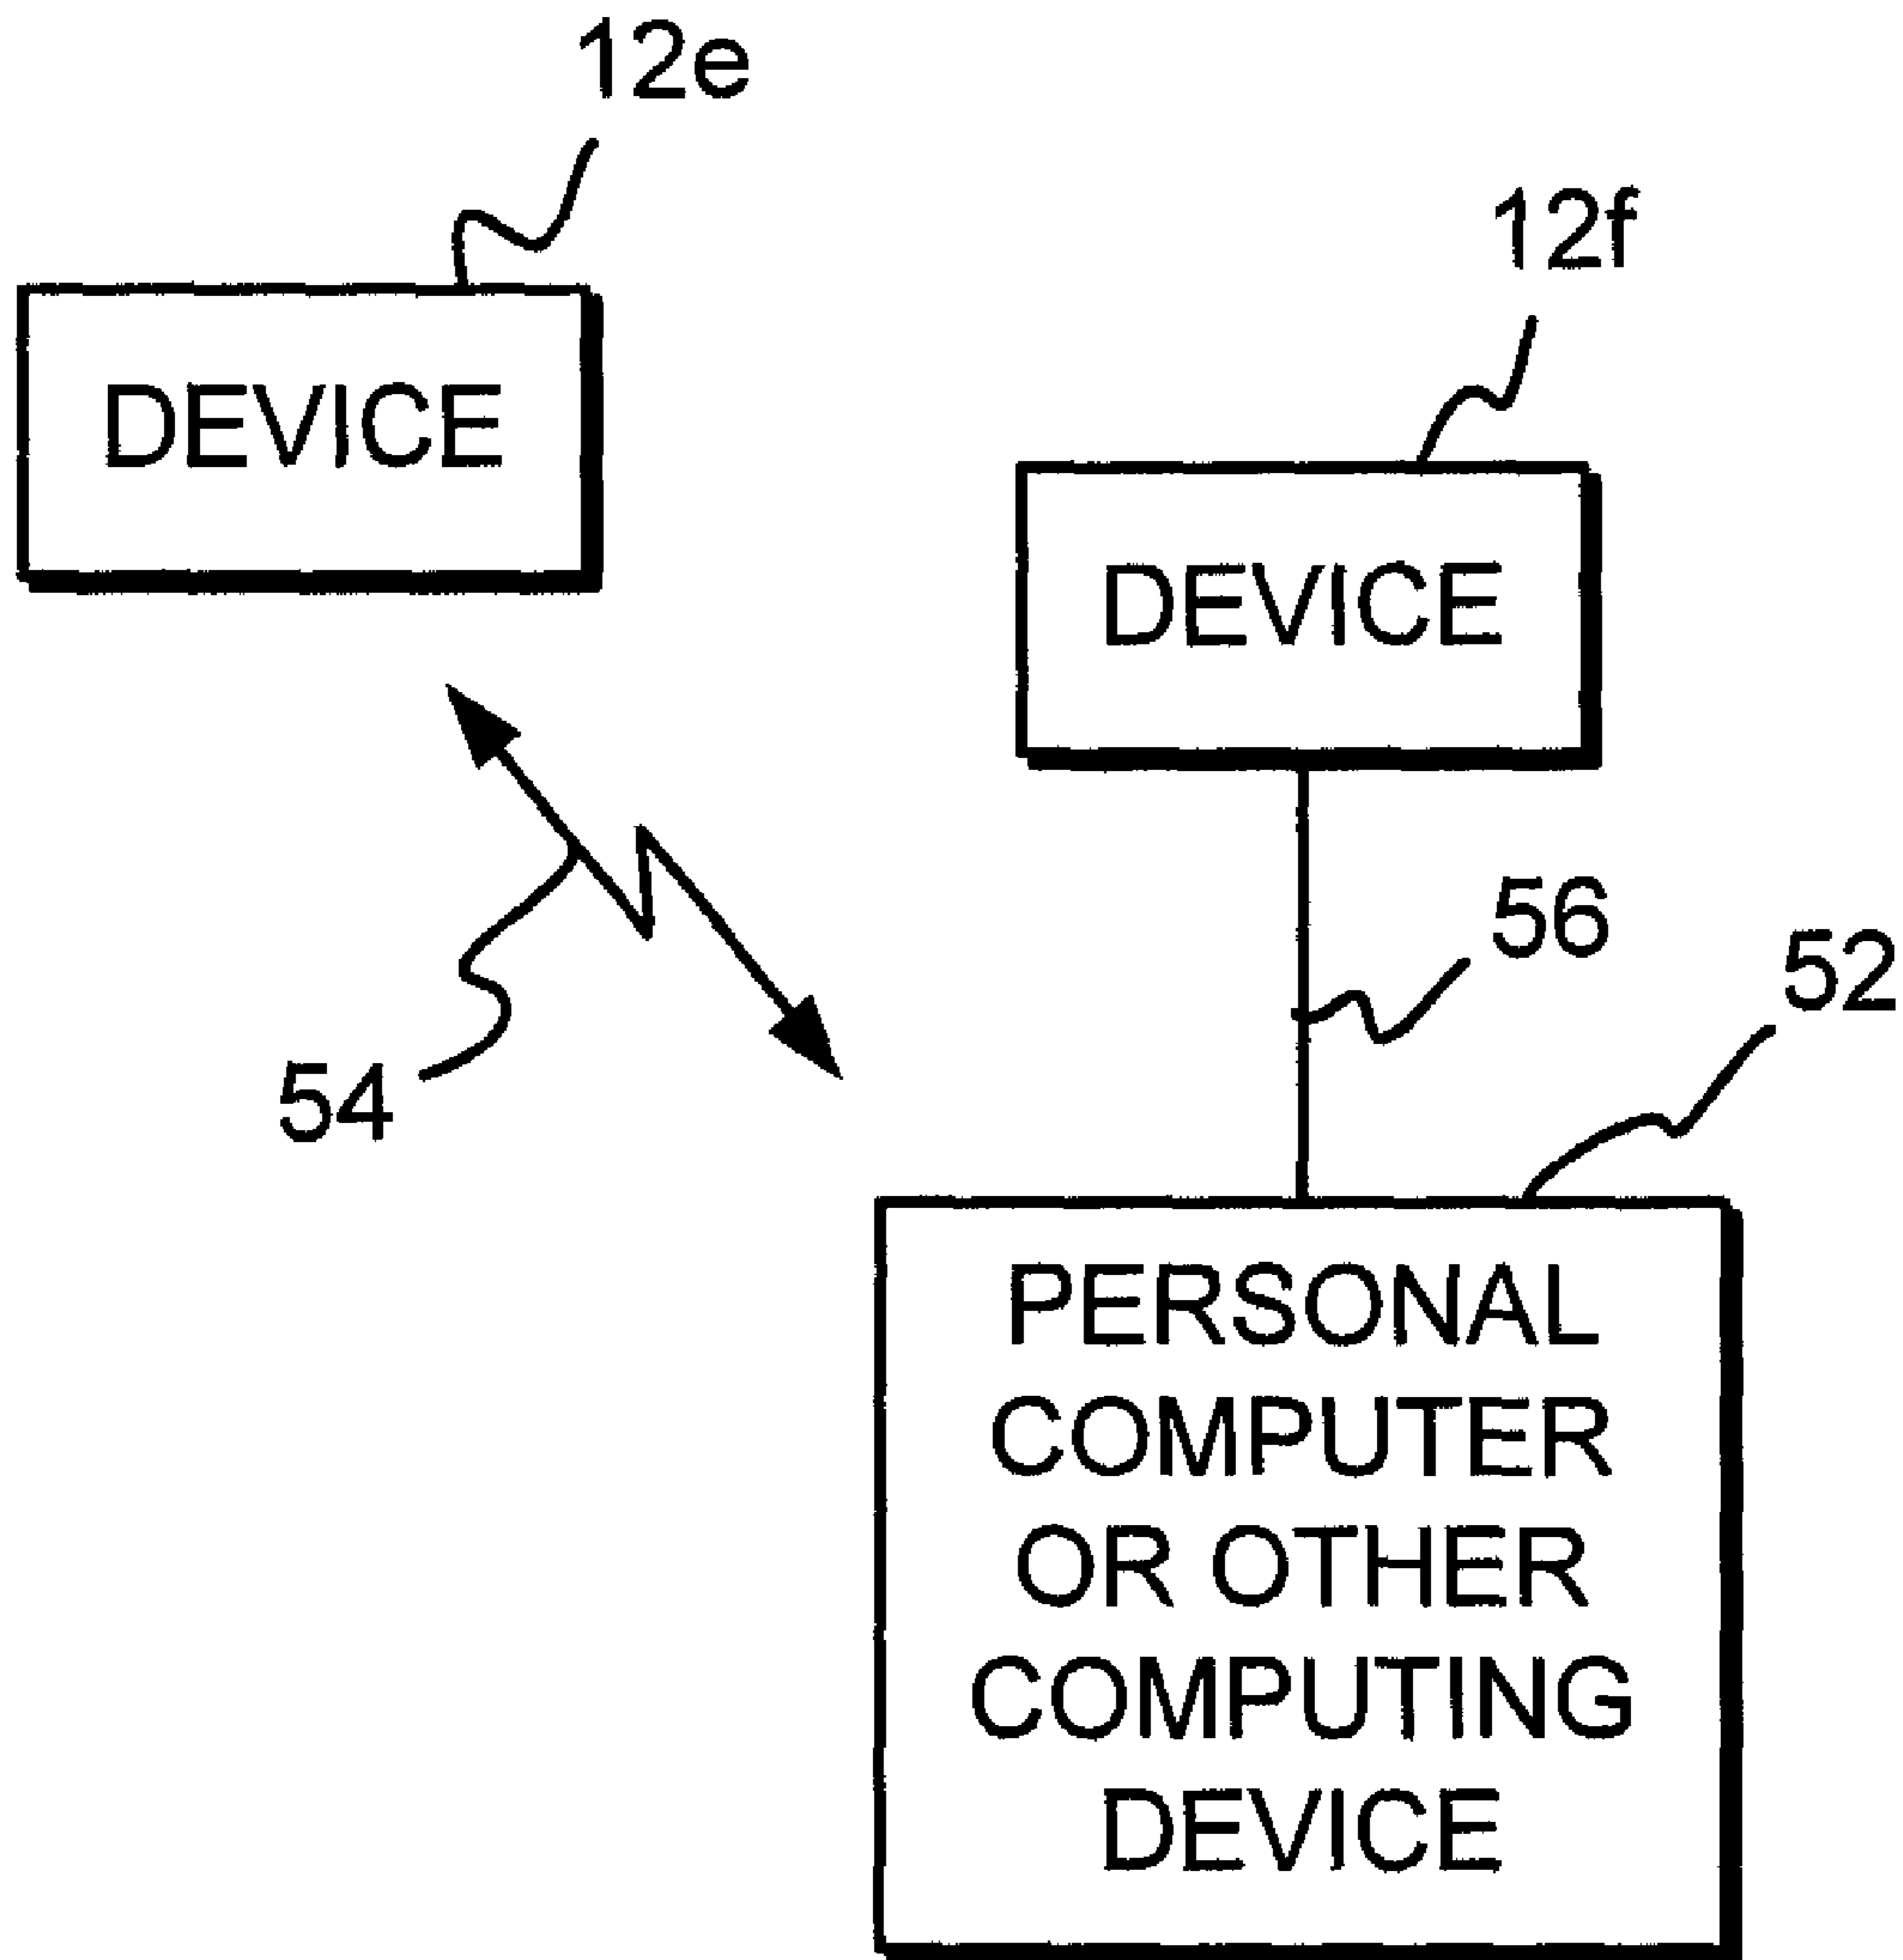 12e
DEVICE
12f
DEVICE
54
56
52
PERSONAL
COMPUTER
OR OTHER
COMPUTING
DEVICE